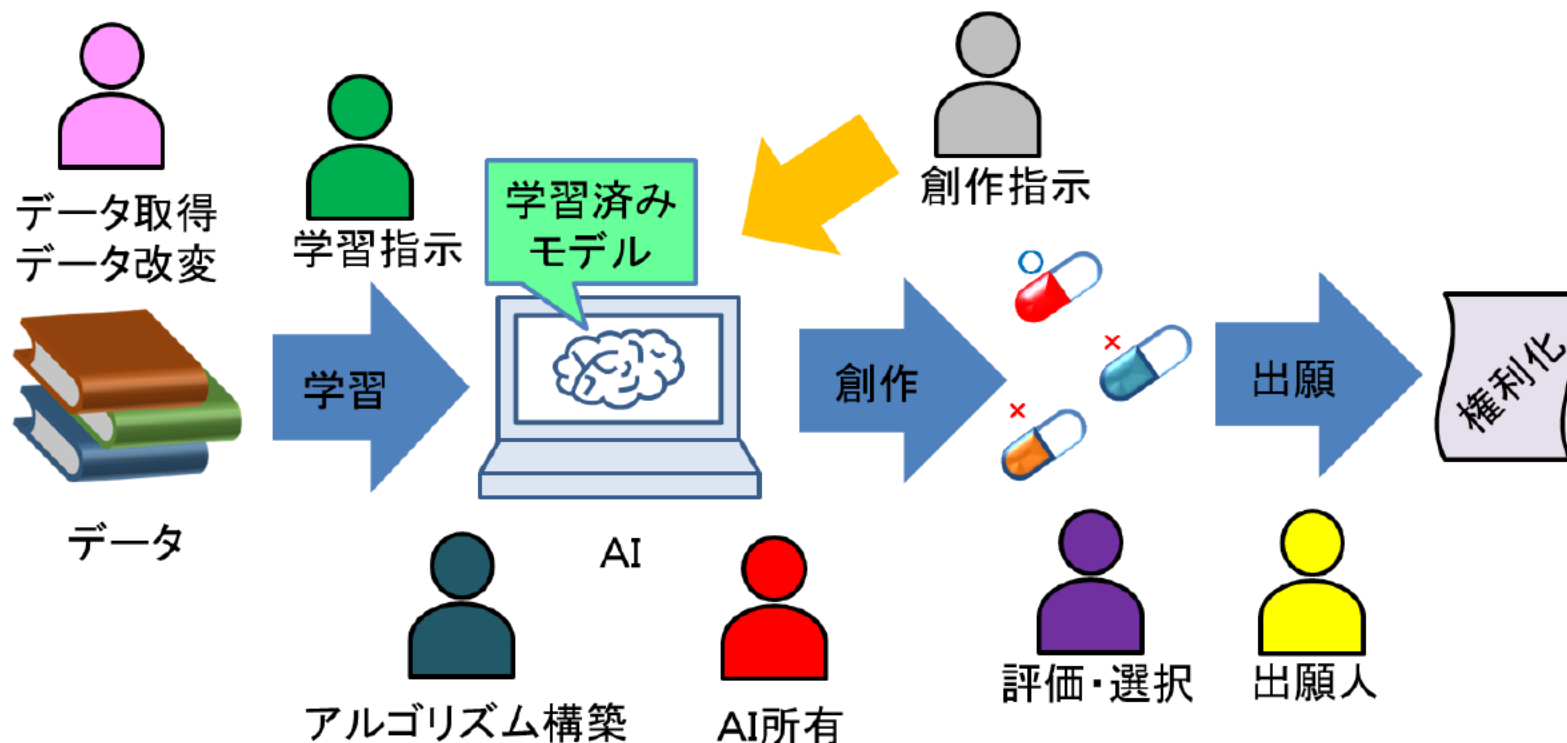 データ取得
データ改変
学習指示
学習済み
モデル
創作指示
学習
創作
出願
権利化
データ
AI
アルゴリズム構築
AI所有
評価・選択
出願人